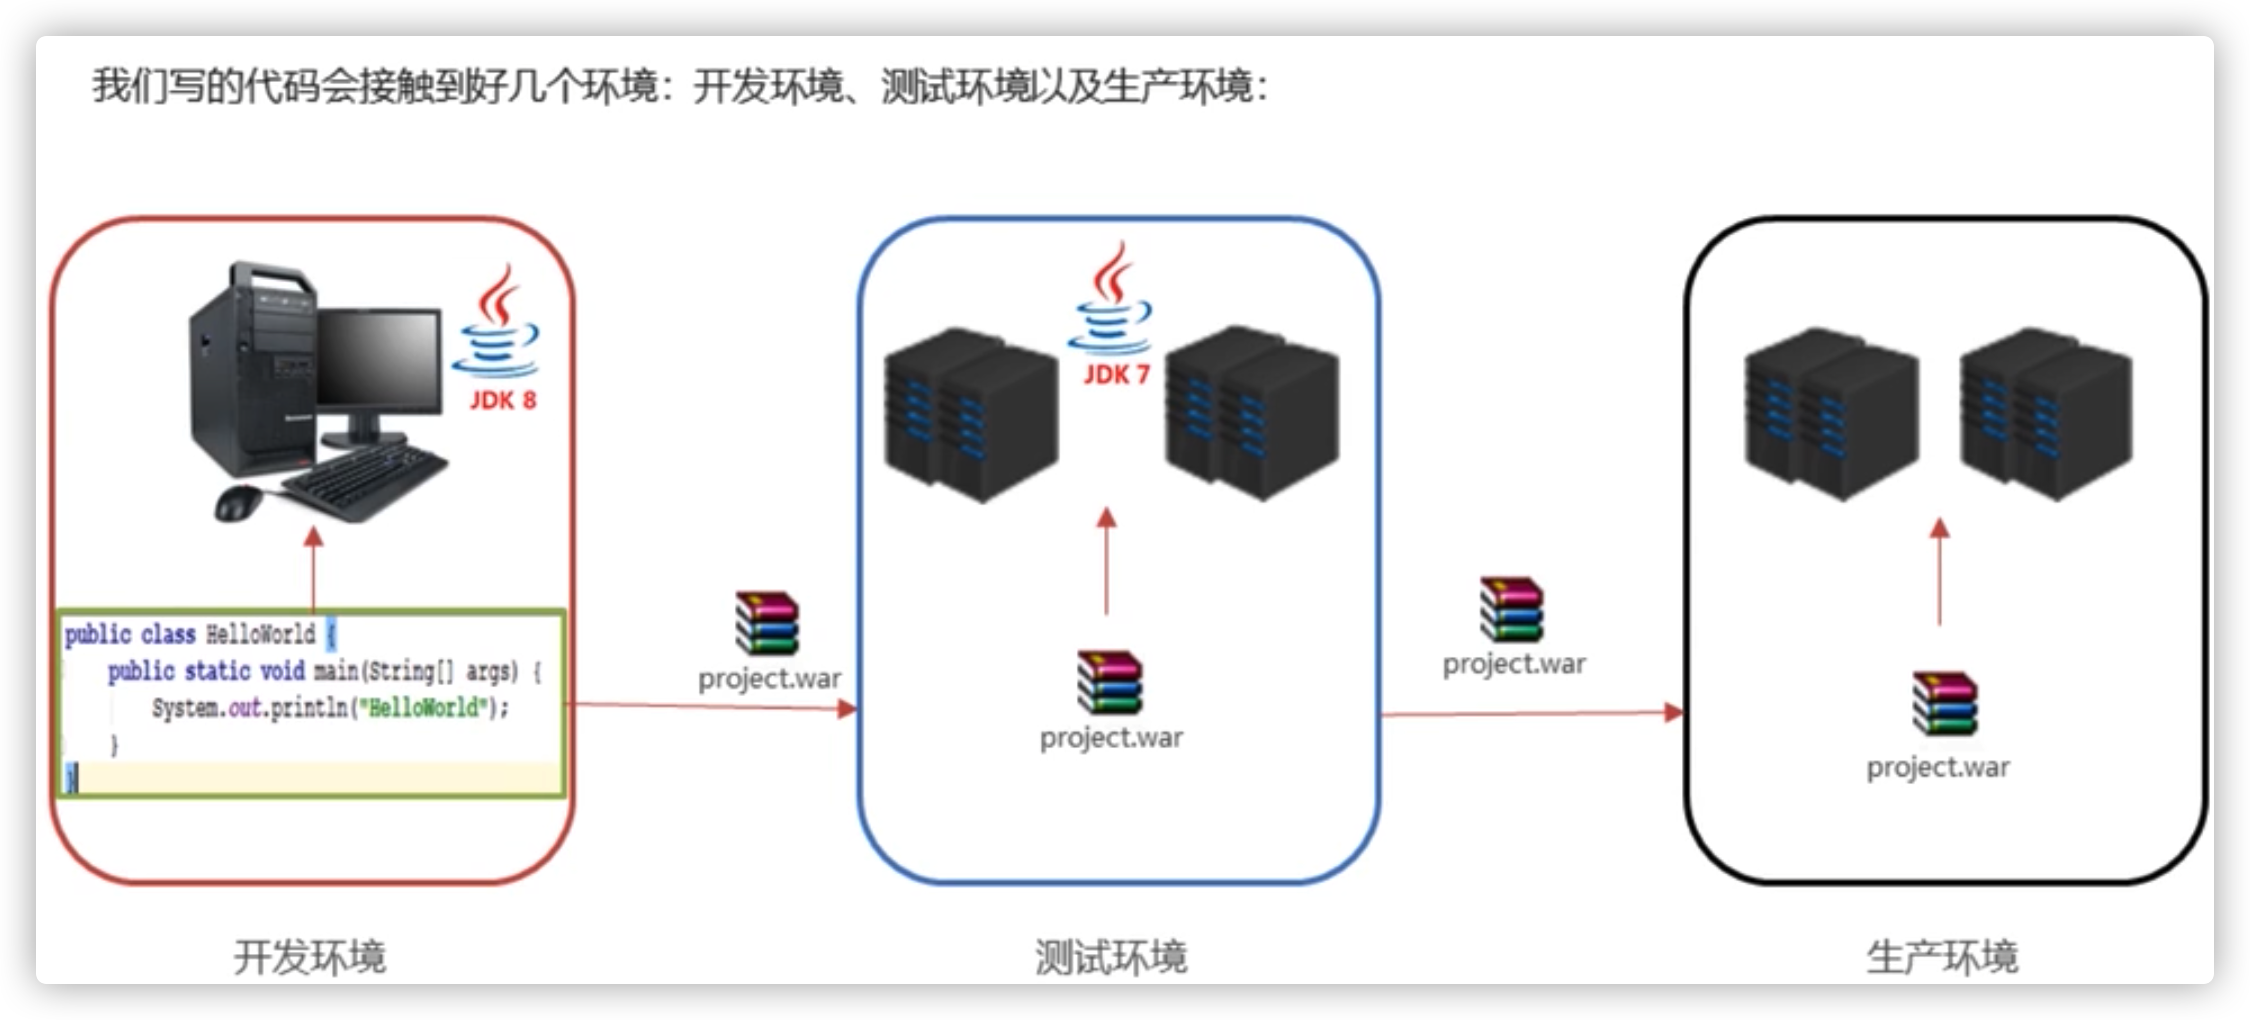 我们写的代码会接触到好几个环境：开发环境、测试环境以及生产环境：
JDK 8
public class HelloWorld {
public static void main(String[] args) {
System.out.println("HelloWorld");
}
}
project.war
JDK 7
project.war
project.war
project.war
开发环境
测试环境
生产环境